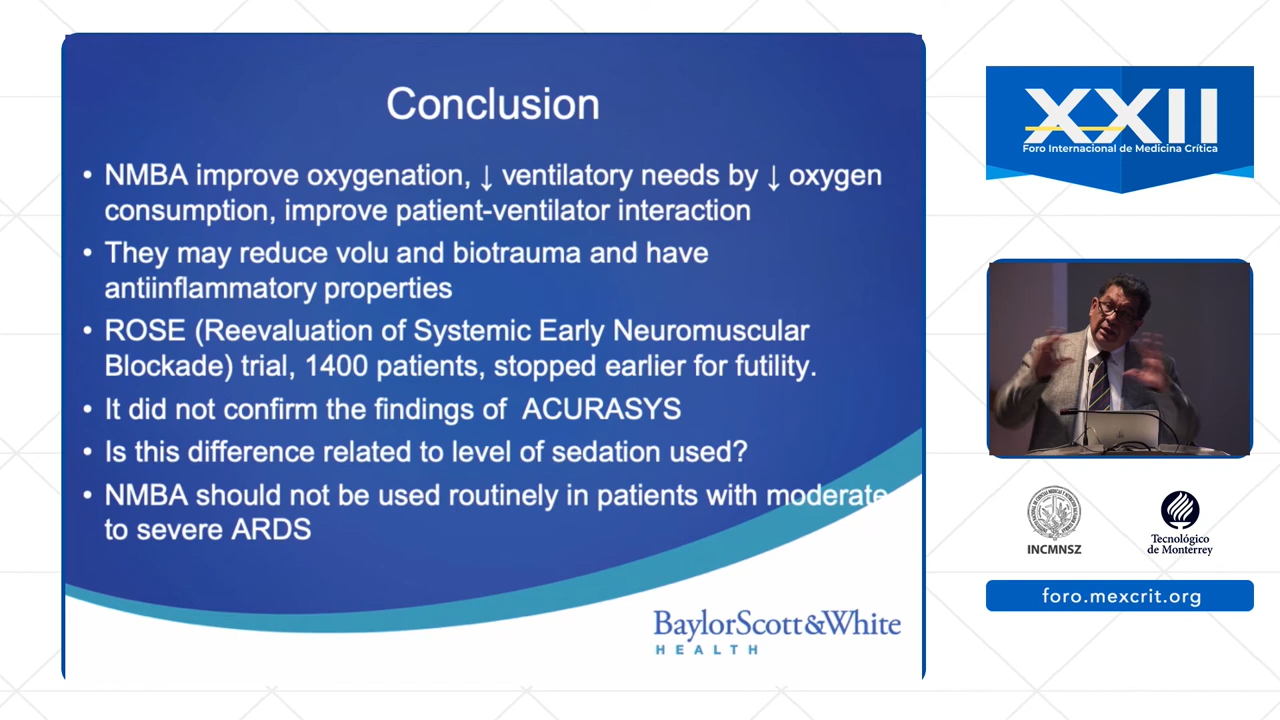 Conclusion
• NMBA improve oxygenation, ↓ ventilatory needs by ↓ oxygen
consumption, improve patient-ventilator interaction
• They may reduce volu and biotrauma and have
antiinflammatory properties
• ROSE (Reevaluation of Systemic Early Neuromuscular
Blockade) trial, 1400 patients, stopped earlier for futility.
• It did not confirm the findings of ACURASYS
• Is this difference related to level of sedation used?
• NMBA should not be used routinely in patients with moderate
to severe ARDS
BaylorScott&White
HEALTH
XXII
Foro Internacional de Medicina Crítica
INCMNSZ
Tecnológico
de Monterrey
foro.mexcrit.org